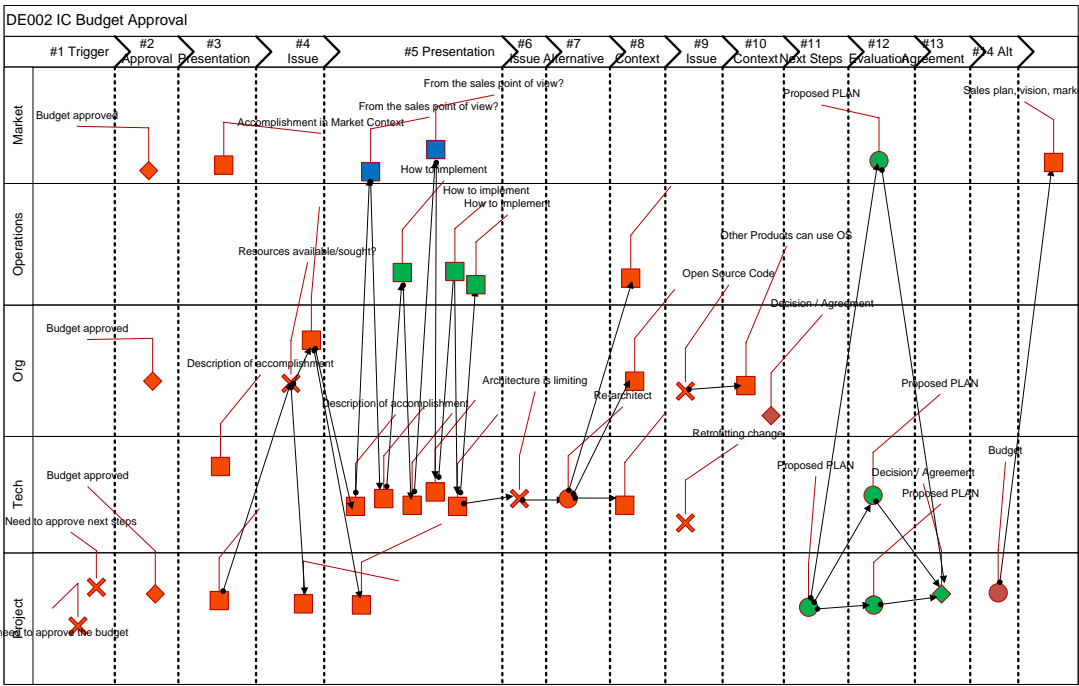 DE002 IC Budget Approval
#1 Trigger
#2 Approval
#3 Presentation
#4 Issue
#5 Presentation
#6 Issue
#7 Alternative
#8 Context
#9 Issue
#10 Context
#11 Next Steps
#12 Evaluation
#13 Agreement
#14 Alt
Market
Budget approved
Accomplishment in Market Context
From the sales point of view?
From the sales point of view?
How to implement
Proposed PLAN
Sales plan, vision, mark
Operations
Resources available/sought?
How to implement
How to implement
Other Products can use OS
Open Source Code
Org
Budget approved
Description of accomplishment
Architecture is limiting
Re-architect
Decision / Agreement
Proposed PLAN
Tech
Description of accomplishment
Retrofitting change
Budget approved
Need to approve next steps
Proposed PLAN
Decision / Agreement
Proposed PLAN
Budget
Project
need to approve the budget